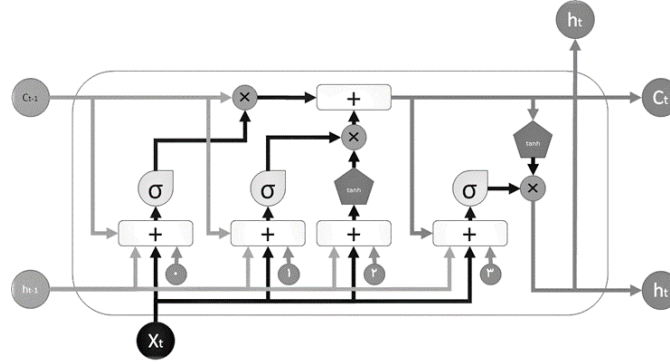 ht
Ct-1 × + Ct
tanh
σ σ × tanh σ ×
+ + + +
ht-1 ۰ ۱ ۲ ۳ ht
Xt